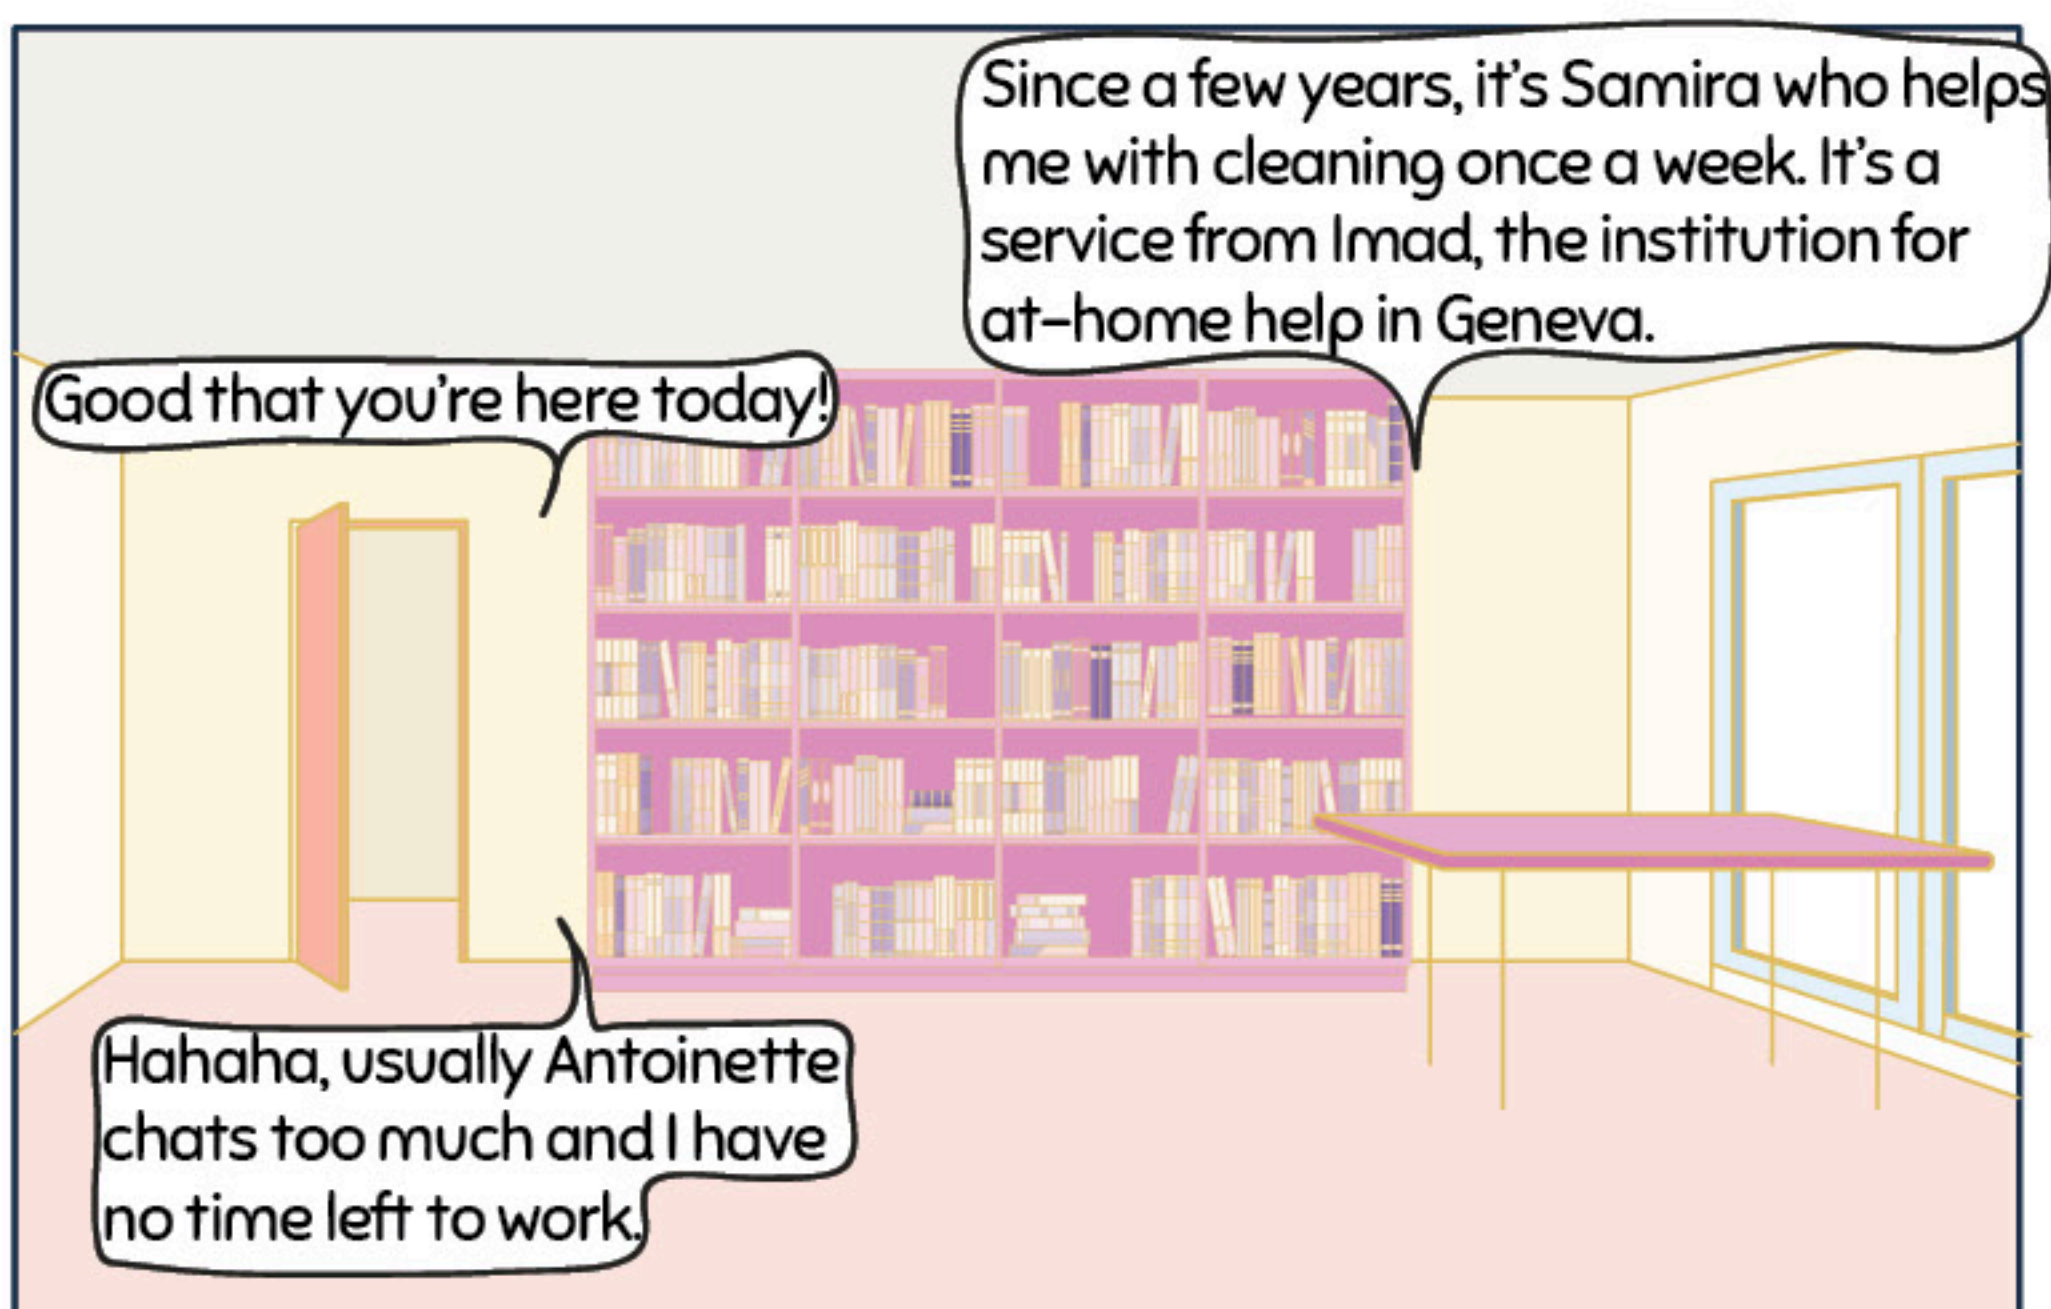 Since a few years, it's Samira who helps
me with cleaning once a week. It's a
service from Imad, the institution for
at-home help in Geneva.
Good that you're here today!
Hahaha, usually Antoinette
chats too much and I have
no time left to work.